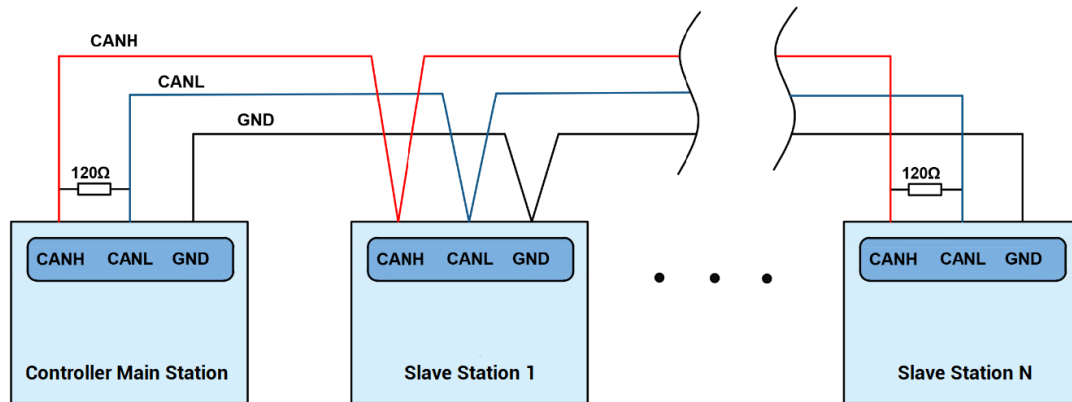 CANH
CANL
GND
120Ω
120Ω
CANH CANL GND
CANH CANL GND
CANH CANL GND
Controller Main Station
Slave Station 1
Slave Station N